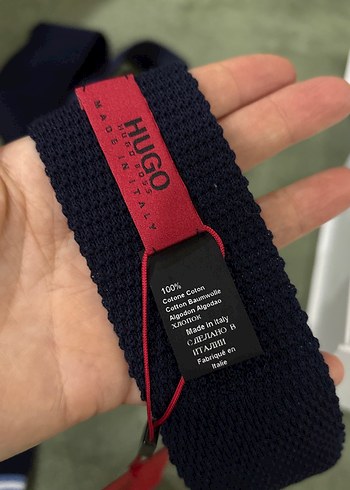 HUGO
HUGO BOSS
MADE IN ITALY
100%
Cotone Coton
Cotton Baumwolle
Algodon Algodao
ХЛОПОК
Made in italy
СДЕЛАНО В
ИТАЛИИ
Fabriqué en
Italie